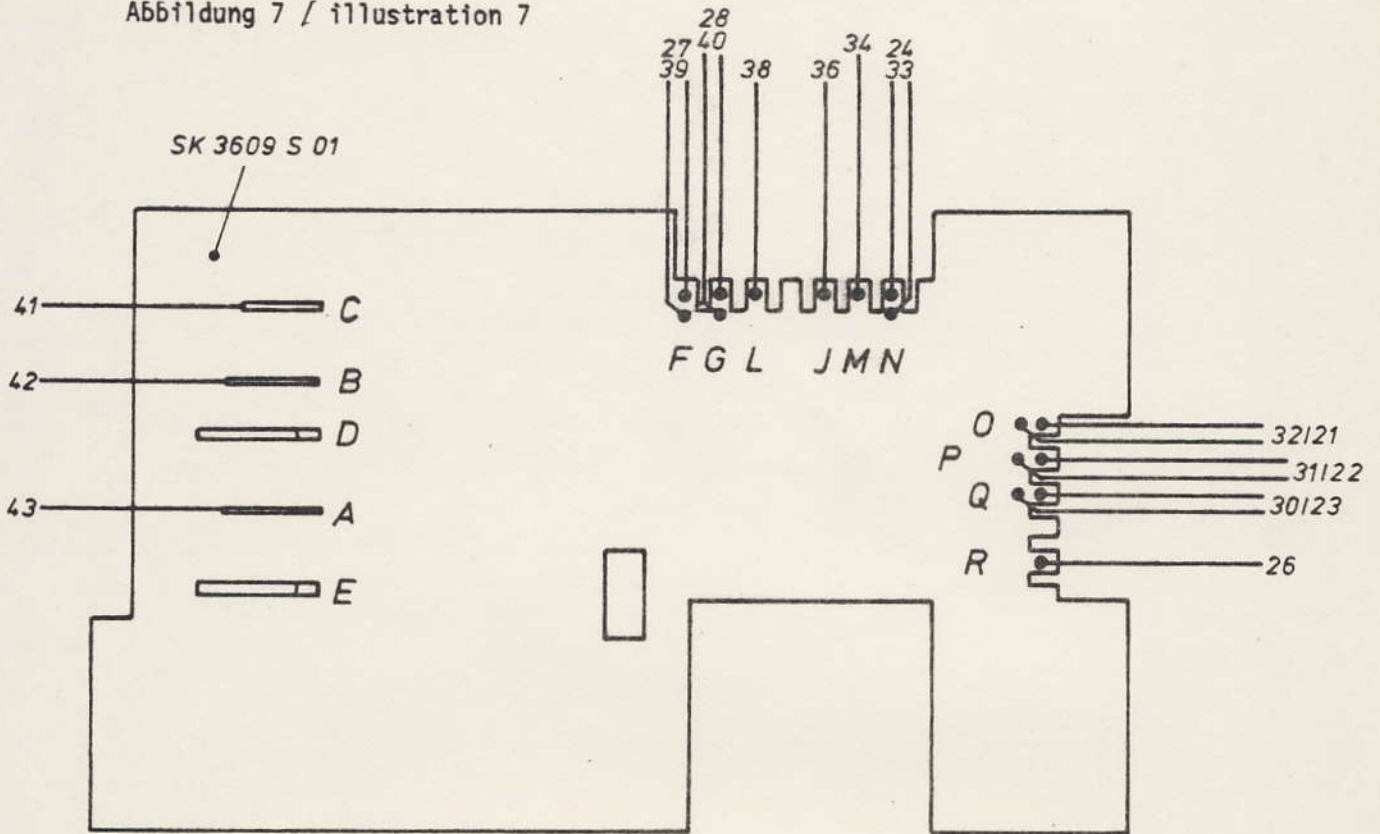 Abbildung 7 / illustration 7
28
27 40 34 24
39 38 36 33
SK 3609 S 01
41 C
F G L J M N
42 B
O 32/21
D
P 31/22
Q 30/23
43 A
R 26
E